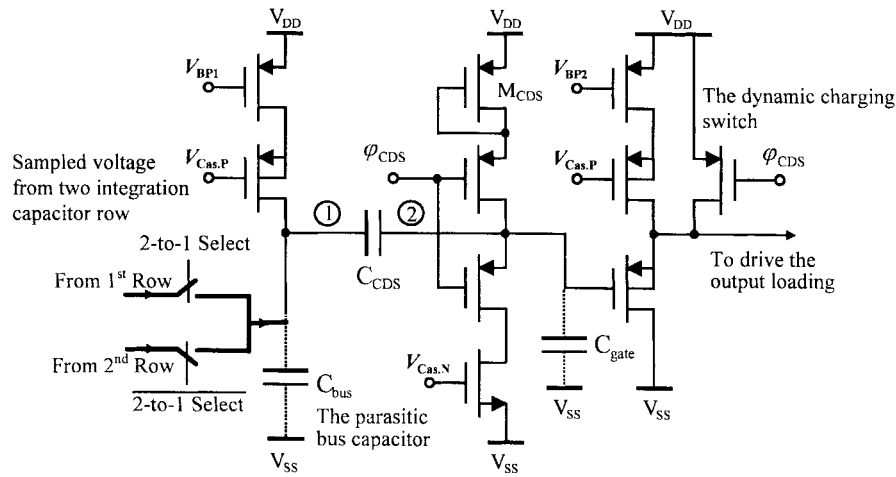 V_DD
V_DD
V_DD
V_BP1
V_BP2
M_CDS
The dynamic charging
switch
V_Cas.P
φ_CDS
V_Cas.P
φ_CDS
Sampled voltage
from two integration
capacitor row
①
②
2-to-1 Select
C_CDS
To drive the
output loading
From 1st Row
From 2nd Row
C_gate
V_Cas.N
C_bus
2-to-1 Select
The parasitic
bus capacitor
V_SS
V_SS
V_SS
V_SS